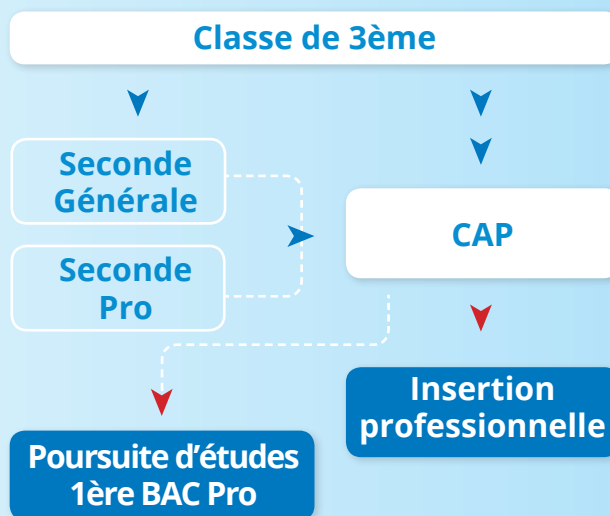 Classe de 3ème
Seconde
Générale
Seconde
Pro
CAP
Insertion
professionnelle
Poursuite d'études
1ère BAC Pro